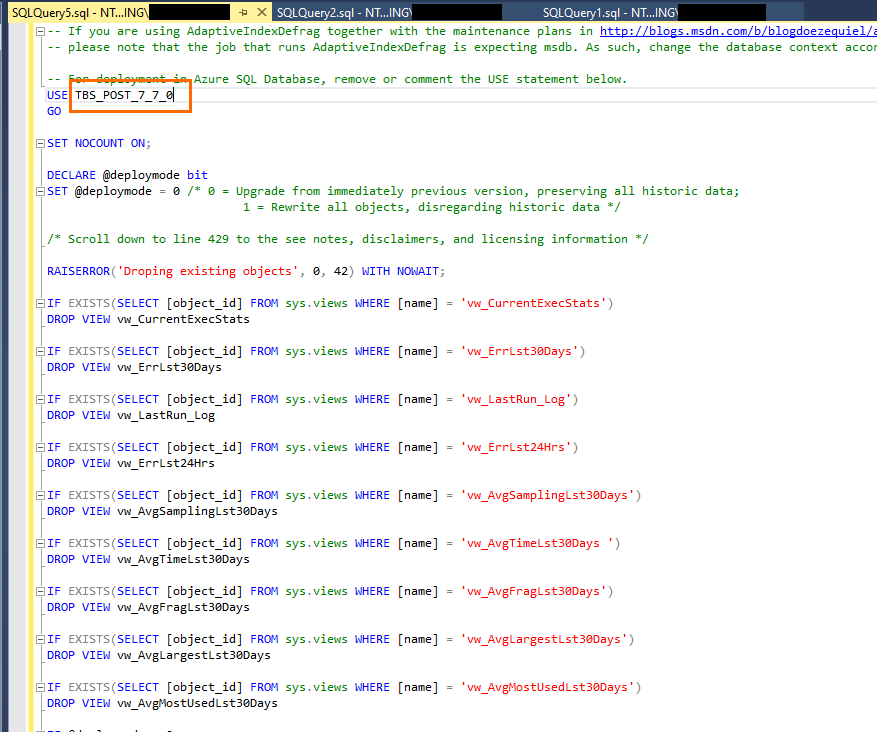 SQLQuery5.sql - NT...ING\ SQLQuery2.sql - NT...ING\ SQLQuery1.sql - NT...ING\
-- If you are using AdaptiveIndexDefrag together with the maintenance plans in http://blogs.msdn.com/b/blogdoezequiel/a
-- please note that the job that runs AdaptiveIndexDefrag is expecting msdb. As such, change the database context accor
-- For deployment in Azure SQL Database, remove or comment the USE statement below.
USE TBS_POST_7_7_0
GO
SET NOCOUNT ON;
DECLARE @deploymode bit
SET @deploymode = 0 /* 0 = Upgrade from immediately previous version, preserving all historic data;
1 = Rewrite all objects, disregarding historic data */
/* Scroll down to line 429 to the see notes, disclaimers, and licensing information */
RAISERROR('Droping existing objects', 0, 42) WITH NOWAIT;
IF EXISTS(SELECT [object_id] FROM sys.views WHERE [name] = 'vw_CurrentExecStats')
DROP VIEW vw_CurrentExecStats
IF EXISTS(SELECT [object_id] FROM sys.views WHERE [name] = 'vw_ErrLst30Days')
DROP VIEW vw_ErrLst30Days
IF EXISTS(SELECT [object_id] FROM sys.views WHERE [name] = 'vw_LastRun_Log')
DROP VIEW vw_LastRun_Log
IF EXISTS(SELECT [object_id] FROM sys.views WHERE [name] = 'vw_ErrLst24Hrs')
DROP VIEW vw_ErrLst24Hrs
IF EXISTS(SELECT [object_id] FROM sys.views WHERE [name] = 'vw_AvgSamplingLst30Days')
DROP VIEW vw_AvgSamplingLst30Days
IF EXISTS(SELECT [object_id] FROM sys.views WHERE [name] = 'vw_AvgTimeLst30Days ')
DROP VIEW vw_AvgTimeLst30Days
IF EXISTS(SELECT [object_id] FROM sys.views WHERE [name] = 'vw_AvgFragLst30Days')
DROP VIEW vw_AvgFragLst30Days
IF EXISTS(SELECT [object_id] FROM sys.views WHERE [name] = 'vw_AvgLargestLst30Days')
DROP VIEW vw_AvgLargestLst30Days
IF EXISTS(SELECT [object_id] FROM sys.views WHERE [name] = 'vw_AvgMostUsedLst30Days')
DROP VIEW vw_AvgMostUsedLst30Days